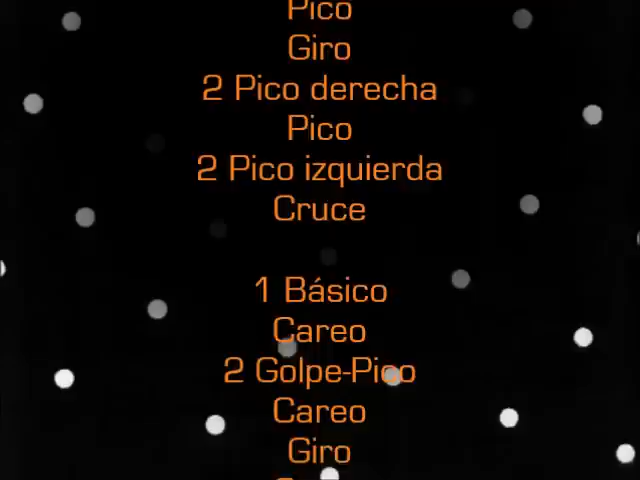 Pico
Giro
2 Pico derecha
Pico
2 Pico izquierda
Cruce
1 Básico
Careo
2 Golpe-Pico
Careo
Giro